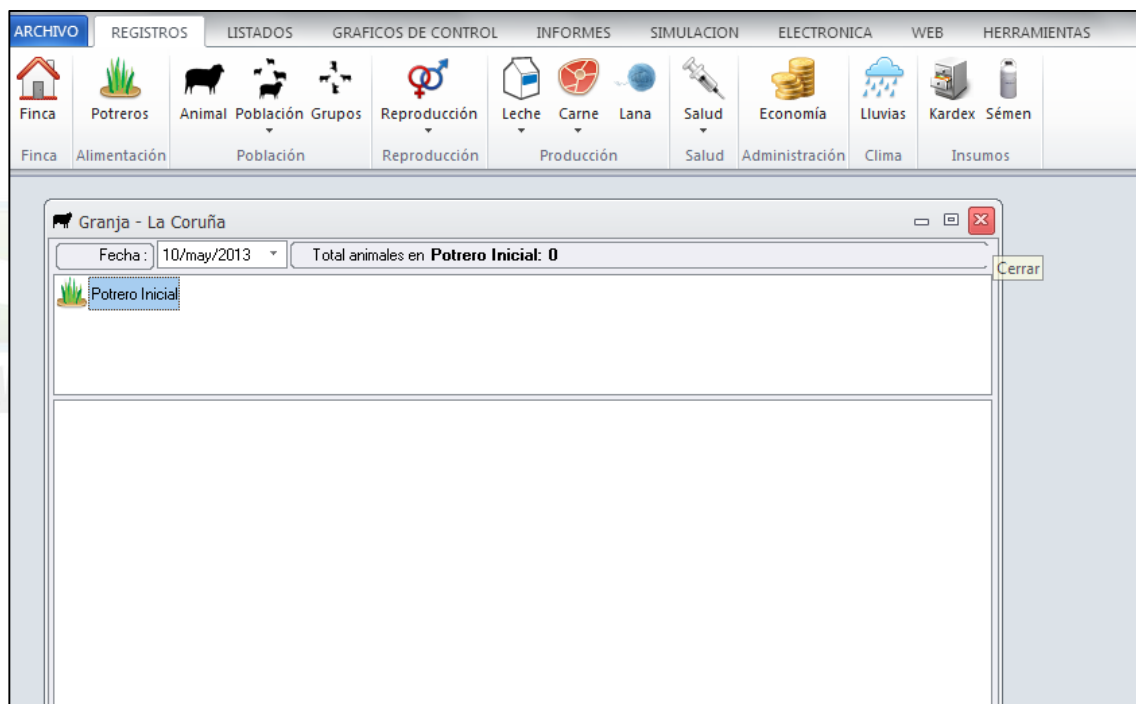 ARCHIVO REGISTROS LISTADOS GRAFICOS DE CONTROL INFORMES SIMULACION ELECTRONICA WEB HERRAMIENTAS
Finca Potreros Animal Población Grupos Reproducción Leche Carne Lana Salud Economía Lluvias Kardex Sémen
Finca Alimentación Población Reproducción Producción Salud Administración Clima Insumos
Granja - La Coruña
Fecha : 10/may/2013 Total animales en Potrero Inicial: 0
Cerrar
Potrero Inicial